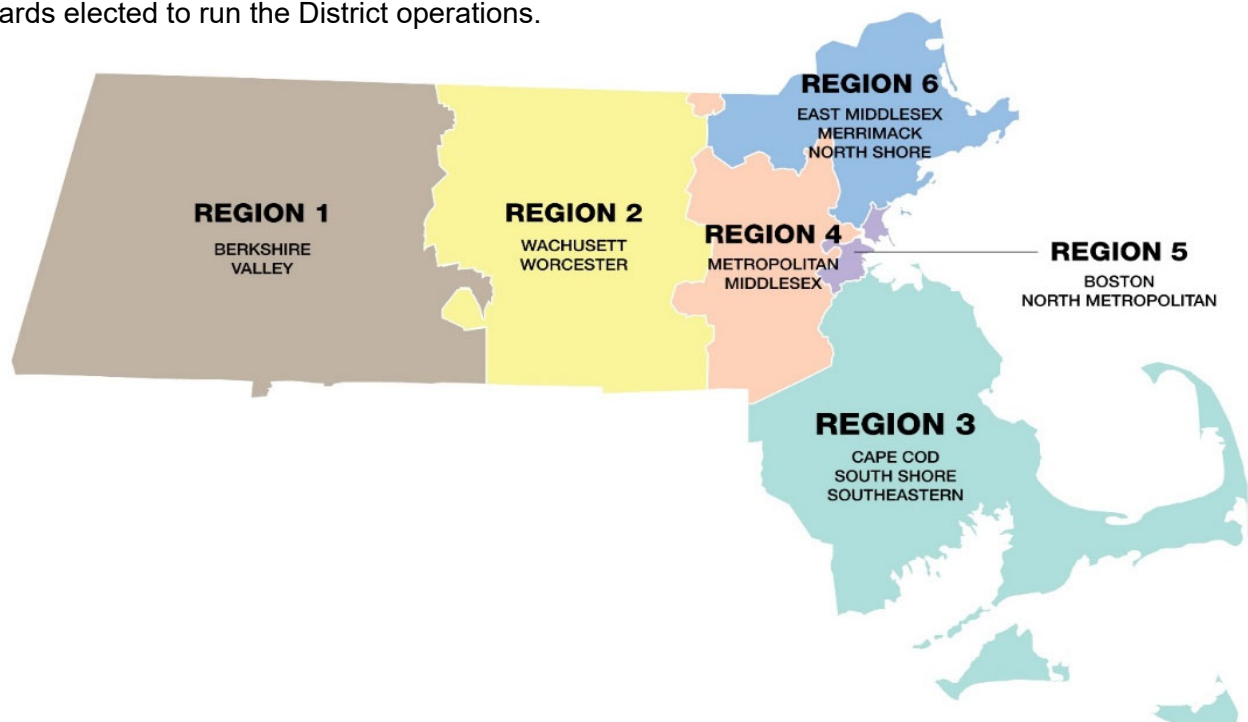 ards elected to run the District operations.
REGION 6
EAST MIDDLESEX
MERRIMACK
NORTH SHORE
REGION 1
BERKSHIRE
VALLEY
REGION 2
WACHUSETT
WORCESTER
REGION 4
METROPOLITAN
MIDDLESEX
REGION 5
BOSTON
NORTH METROPOLITAN
REGION 3
CAPE COD
SOUTH SHORE
SOUTHEASTERN